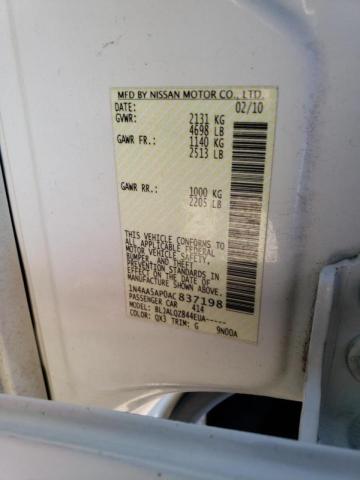 MFD BY NISSAN MOTOR CO., LTD.
DATE: 02/10
GVWR: 2131 KG
4698 LB
GAWR FR.: 1140 KG
2513 LB
GAWR RR.: 1000 KG
2205 LB
THIS VEHICLE CONFORMS TO
ALL APPLICABLE FEDERAL
MOTOR VEHICLE SAFETY,
BUMPER, AND THEFT
PREVENTION STANDARDS
IN EFFECT ON THE DATE OF
MANUFACTURE SHOWN ABOVE.
1N4AA5AP0AC 837198
PASSENGER CAR 414
MODEL: BLJALQZ844EUA-----
COLOR: QX3 TRIM: G 9N00A